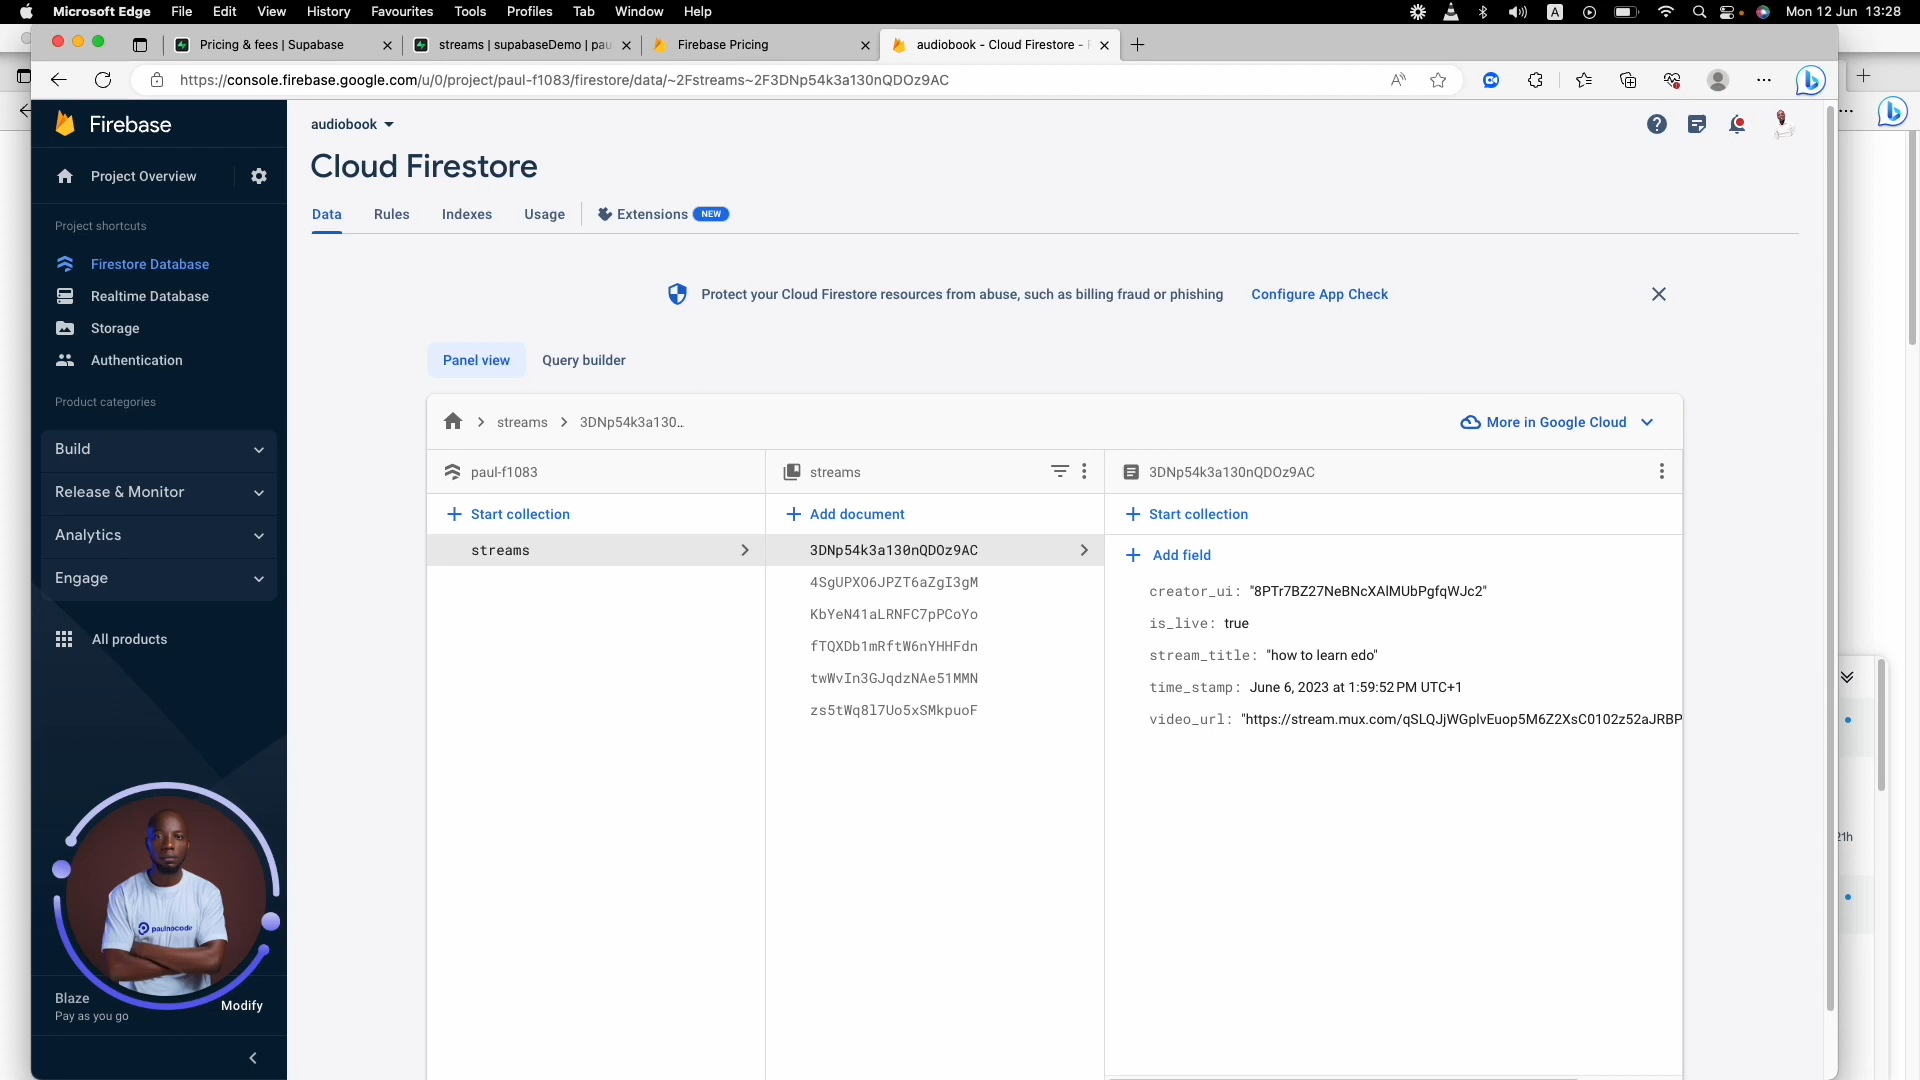 Microsoft Edge File Edit View History Favourites Tools Profiles Tab Window Help
A Mon 12 Jun 13:28
Pricing & fees | Supabase
streams | supabaseDemo | pau
Firebase Pricing
audiobook - Cloud Firestore -
https://console.firebase.google.com/u/0/project/paul-f1083/firestore/data/~2Fstreams~2F3DNp54k3a130nQDOz9AC
Firebase
audiobook
Cloud Firestore
Project Overview
Data Rules Indexes Usage Extensions NEW
Project shortcuts
Firestore Database
Realtime Database
Storage
Authentication
Product categories
Build
Release & Monitor
Analytics
Engage
All products
Protect your Cloud Firestore resources from abuse, such as billing fraud or phishing Configure App Check
Panel view Query builder
streams 3DNp54k3a130...
More in Google Cloud
paul-f1083
streams
3DNp54k3a130nQDOz9AC
Start collection
Add document
Start collection
streams
3DNp54k3a130nQDOz9AC
4SgUPXO6JPZT6aZgI3gM
KbYeN41aLRNFC7pPCoYo
fTQXDb1mRftW6nYHHFdn
twWvIn3GJqdzNAe51MMN
zs5tWq8l7Uo5xSMkpuoF
Add field
creator_ui: "8PTr7BZ27NeBNcXAlMUbPgfqWJc2"
is_live: true
stream_title: "how to learn edo"
time_stamp: June 6, 2023 at 1:59:52 PM UTC+1
video_url: "https://stream.mux.com/qSLQJjWGplvEuop5M6Z2XsC0102z52aJRBP
21h
paulnocode
Blaze
Pay as you go
Modify